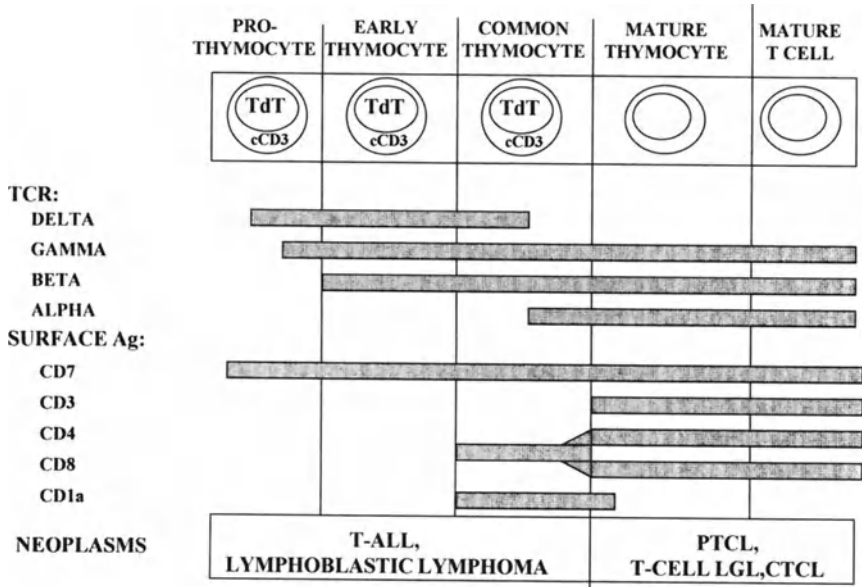 PRO- EARLY COMMON MATURE MATURE
THYMOCYTE THYMOCYTE THYMOCYTE THYMOCYTE T CELL
TdT TdT TdT
cCD3 cCD3 cCD3
TCR:
DELTA
GAMMA
BETA
ALPHA
SURFACE Ag:
CD7
CD3
CD4
CD8
CD1a
NEOPLASMS T-ALL, PTCL,
LYMPHOBLASTIC LYMPHOMA T-CELL LGL,CTCL